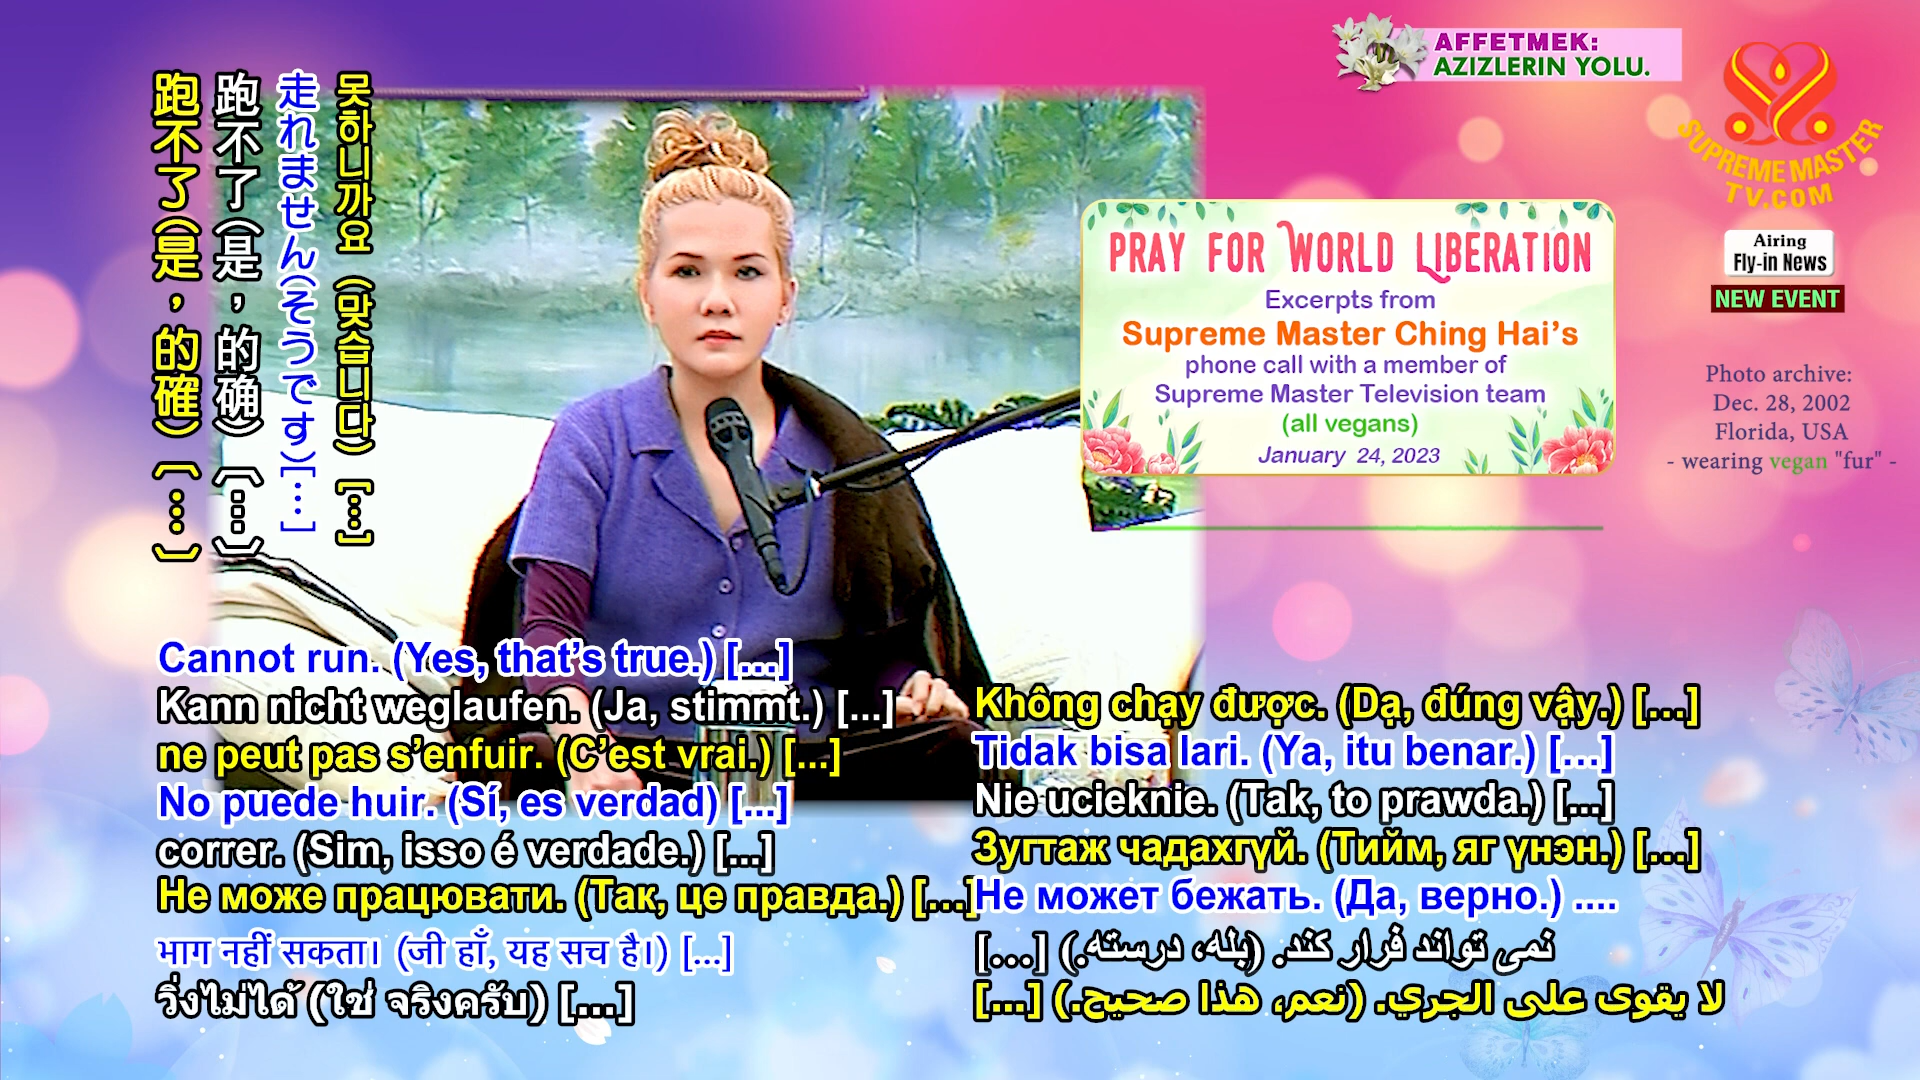 AFFETMEK:
AZIZLERIN YOLU.
SUPREME MASTER
TV.COM
Airing
Fly-in News
NEW EVENT
PRAY FOR WORLD LIBERATION
Excerpts from
Supreme Master Ching Hai's
phone call with a member of
Supreme Master Television team
(all vegans)
January 24, 2023
Photo archive:
Dec. 28, 2002
Florida, USA
- wearing vegan "fur" -
못하니까요 (맞습니다) [...]
走れません(そうです)[…]
跑不了(是，的确)〔…〕
跑不了(是，的確)〔…〕
Cannot run. (Yes, that’s true.) [...]
Kann nicht weglaufen. (Ja, stimmt.) [...]
ne peut pas s’enfuir. (C’est vrai.) [...]
No puede huir. (Sí, es verdad) [...]
correr. (Sim, isso é verdade.) [...]
Не може працювати. (Так, це правда.) [...]
भाग नहीं सकता। (जी हाँ, यह सच है।) [...]
วิ่งไม่ได้ (ใช่ จริงครับ) [...]
Không chạy được. (Dạ, đúng vậy.) [...]
Tidak bisa lari. (Ya, itu benar.) [...]
Nie ucieknie. (Tak, to prawda.) [...]
Зугтаж чадахгүй. (Тийм, яг үнэн.) [...]
Не может бежать. (Да, верно.) ....
نمی تواند فرار کند. (بله، درسته.) [...]
لا يقوى على الجري. (نعم، هذا صحيح.) [...]